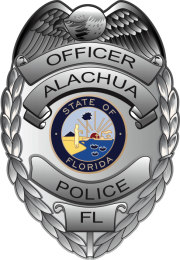 OFFICER
ALACHUA
STATE OF
FLORIDA
POLICE
FL